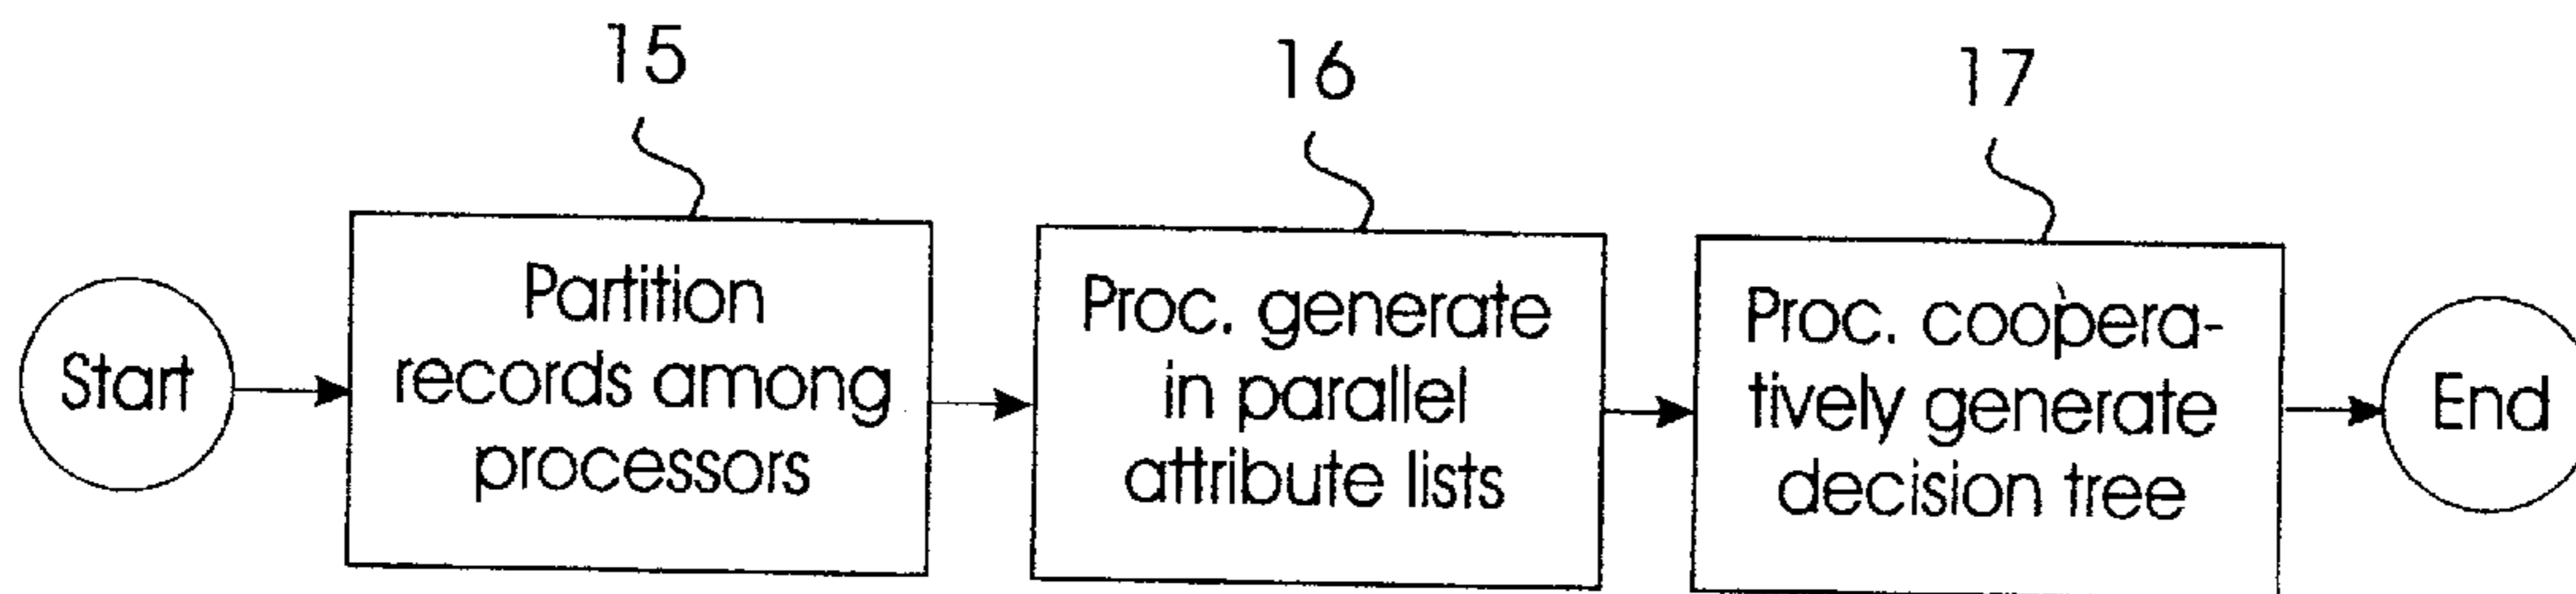 15
16
17
Start
Partition
records among
processors
Proc. generate
in parallel
attribute lists
Proc. coopera-
tively generate
decision tree
End